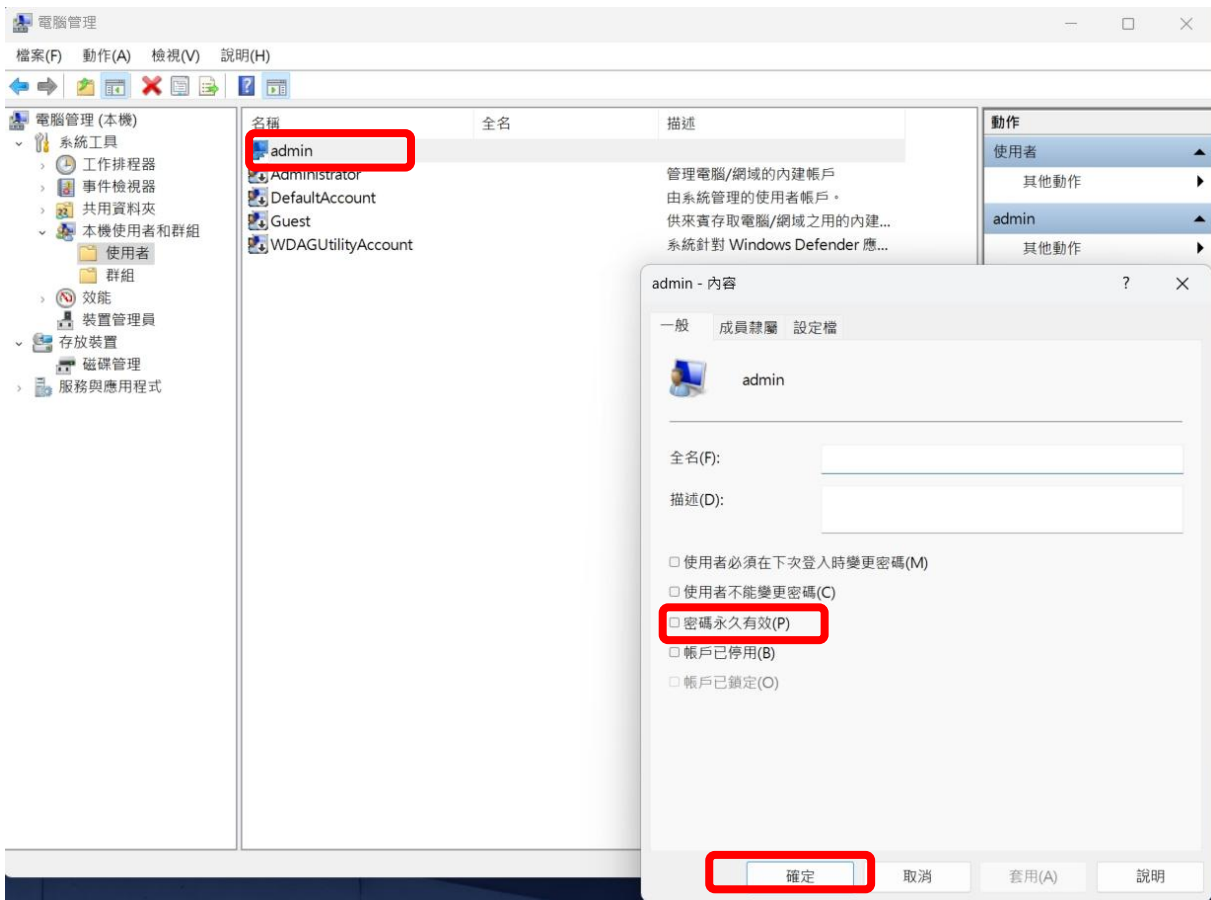 電腦管理
檔案(F) 動作(A) 檢視(V) 說明(H)
電腦管理 (本機)
系統工具
工作排程器
事件檢視器
共用資料夾
本機使用者和群組
使用者
群組
效能
裝置管理員
存放裝置
磁碟管理
服務與應用程式
名稱 全名 描述
admin
Administrator 管理電腦/網域的內建帳戶
DefaultAccount 由系統管理的使用者帳戶。
Guest 供來賓存取電腦/網域之用的內建...
WDAGUtilityAccount 系統針對 Windows Defender 應...
動作
使用者
其他動作
admin
其他動作
admin - 內容 ?
一般 成員隸屬 設定檔
admin
全名(F):
描述(D):
使用者必須在下次登入時變更密碼(M)
使用者不能變更密碼(C)
密碼永久有效(P)
帳戶已停用(B)
帳戶已鎖定(O)
確定 取消 套用(A) 說明